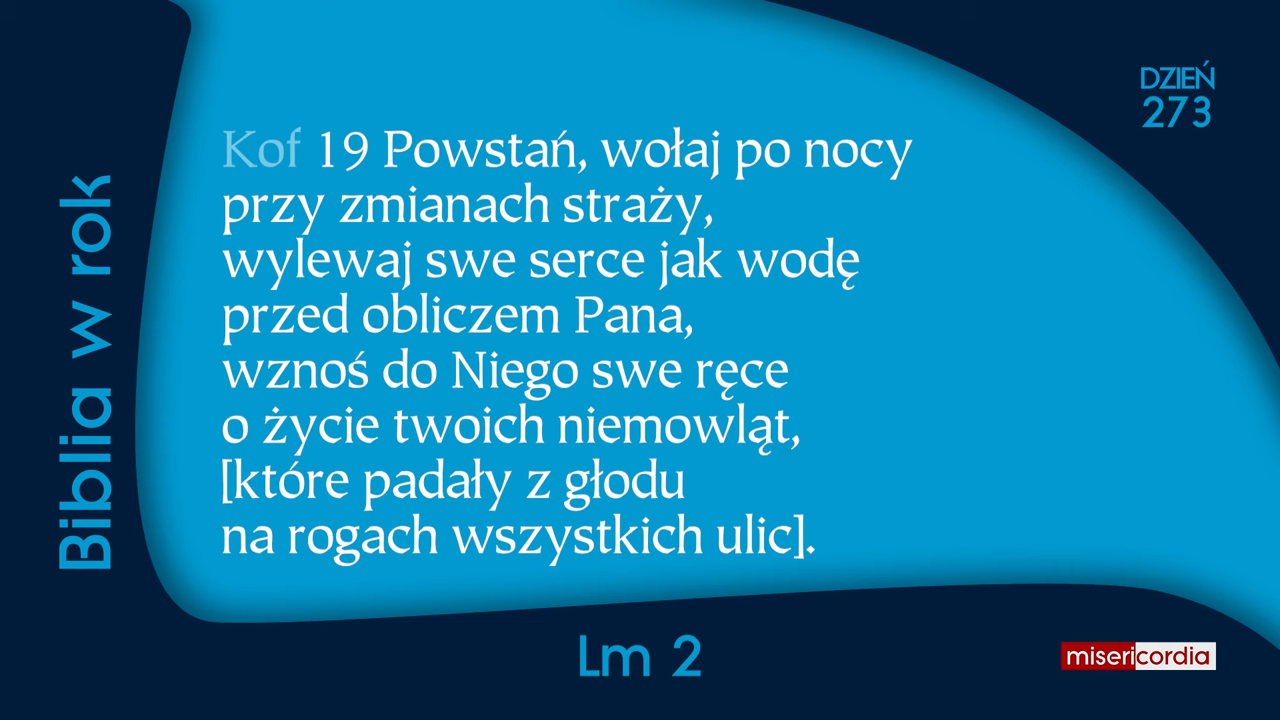 DZIEŃ
273
Biblia w rok
Kof 19 Powstań, wołaj po nocy
przy zmianach straży,
wylewaj swe serce jak wodę
przed obliczem Pana,
wznoś do Niego swe ręce
o życie twoich niemowląt,
[które padały z głodu
na rogach wszystkich ulic].
Lm 2
misericordia